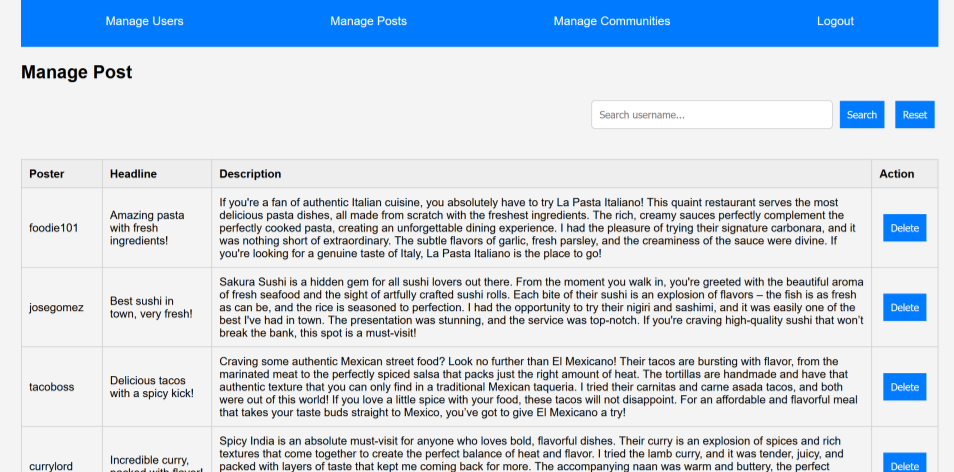 Manage Users
Manage Posts
Manage Communities
Logout
Manage Post
Search username...
Search
Reset
Poster
Headline
Description
Action
foodie101
Amazing pasta
with fresh
ingredients!
If you're a fan of authentic Italian cuisine, you absolutely have to try La Pasta Italiano! This quaint restaurant serves the most
delicious pasta dishes, all made from scratch with the freshest ingredients. The rich, creamy sauces perfectly complement the
perfectly cooked pasta, creating an unforgettable dining experience. I had the pleasure of trying their signature carbonara, and it
was nothing short of extraordinary. The subtle flavors of garlic, fresh parsley, and the creaminess of the sauce were divine. If
you're looking for a genuine taste of Italy, La Pasta Italiano is the place to go!
Delete
josegomez
Best sushi in
town, very fresh!
Sakura Sushi is a hidden gem for all sushi lovers out there. From the moment you walk in, you're greeted with the beautiful aroma
of fresh seafood and the sight of artfully crafted sushi rolls. Each bite of their sushi is an explosion of flavors – the fish is as fresh
as can be, and the rice is seasoned to perfection. I had the opportunity to try their nigiri and sashimi, and it was easily one of the
best I've had in town. The presentation was stunning, and the service was top-notch. If you're craving high-quality sushi that won't
break the bank, this spot is a must-visit!
Delete
tacoboss
Delicious tacos
with a spicy kick!
Craving some authentic Mexican street food? Look no further than El Mexicano! Their tacos are bursting with flavor, from the
marinated meat to the perfectly spiced salsa that packs just the right amount of heat. The tortillas are handmade and have that
authentic texture that you can only find in a traditional Mexican taqueria. I tried their carnitas and carne asada tacos, and both
were out of this world! If you love a little spice with your food, these tacos will not disappoint. For an affordable and flavorful meal
that takes your taste buds straight to Mexico, you've got to give El Mexicano a try!
Delete
currylord
Incredible curry,
packed with flavor!
Spicy India is an absolute must-visit for anyone who loves bold, flavorful dishes. Their curry is an explosion of spices and rich
textures that come together to create the perfect balance of heat and flavor. I tried the lamb curry, and it was tender, juicy, and
packed with layers of taste that kept me coming back for more. The accompanying naan was warm and buttery, the perfect
Delete